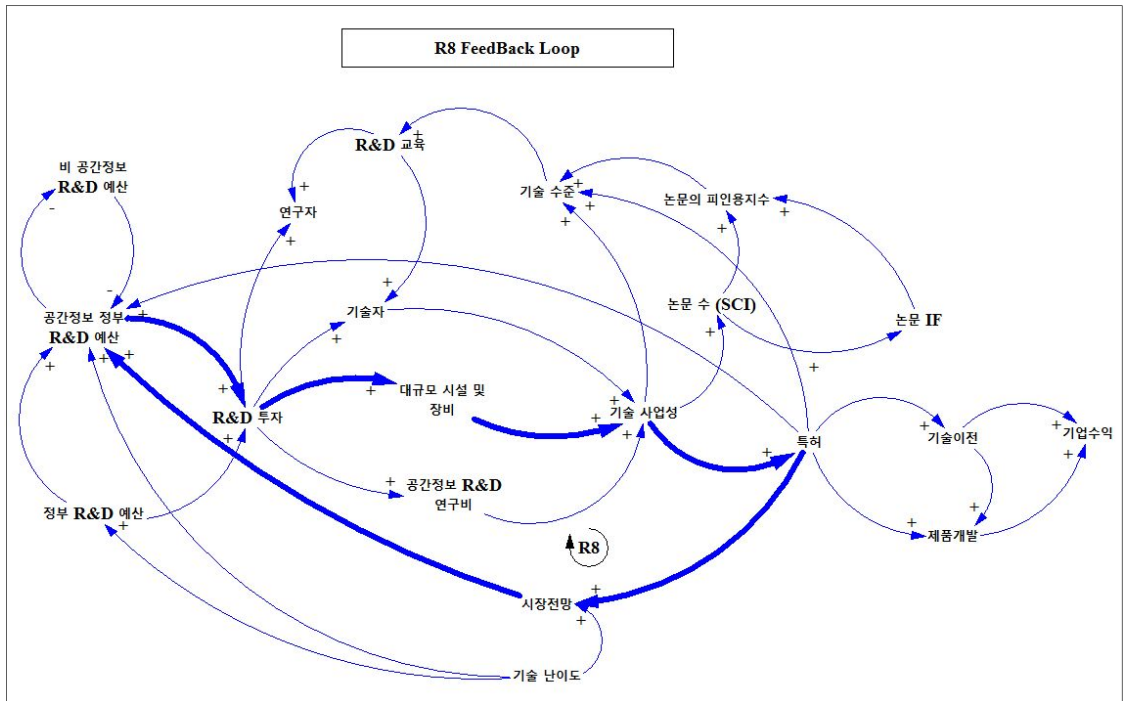 R8 FeedBack Loop
R&D 교육
비 공간정보
R&D 예산
기술 수준
논문의 피인용지수
연구자
공간정보 정부
R&D 예산
기술자
논문 수 (SCI)
논문 IF
대규모 시설 및
장비
R&D 투자
기술 사업성
특허
기술이전
기업수익
공간정보 R&D
연구비
정부 R&D 예산
제품개발
R8
시장전망
기술 난이도